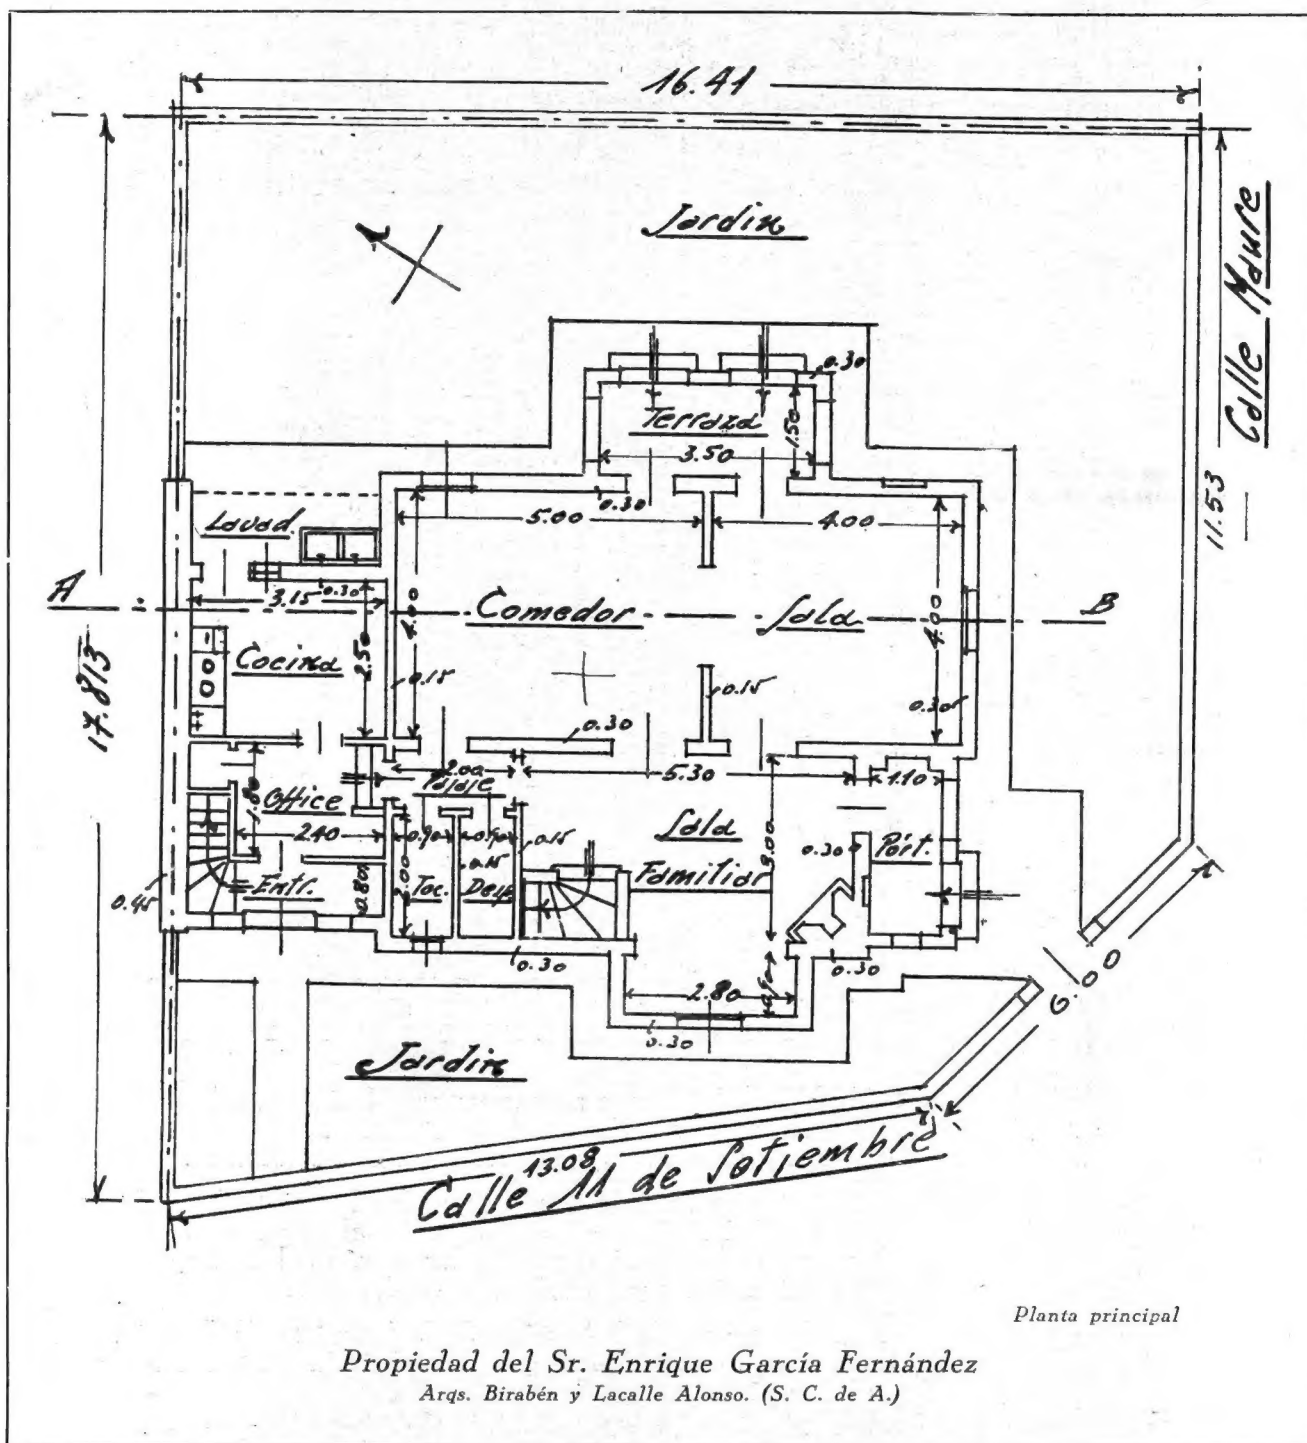 16.41
Jardin
Calle Maure
11.53
0.30
Terraza
1.50
3.50
0.30
5.00
4.00
Lavad.
0.30
3.15
A
Comedor
Sala
B
4.00
4.00
Cocina
2.50
0.15
0.15
0.30
0.30
17.813
2.00
5.30
1.10
Office
1.80
2.40
0.90
0.90
0.15
0.15
Sala
Familiar
3.00
0.30
Pórt.
Entr.
0.80
2.00
Toc.
0.45
0.30
0.30
2.80
0.30
6.00
Jardin
13.08
Calle 11 de Setiembre
Planta principal
Propiedad del Sr. Enrique García Fernández
Arqs. Birabén y Lacalle Alonso. (S. C. de A.)